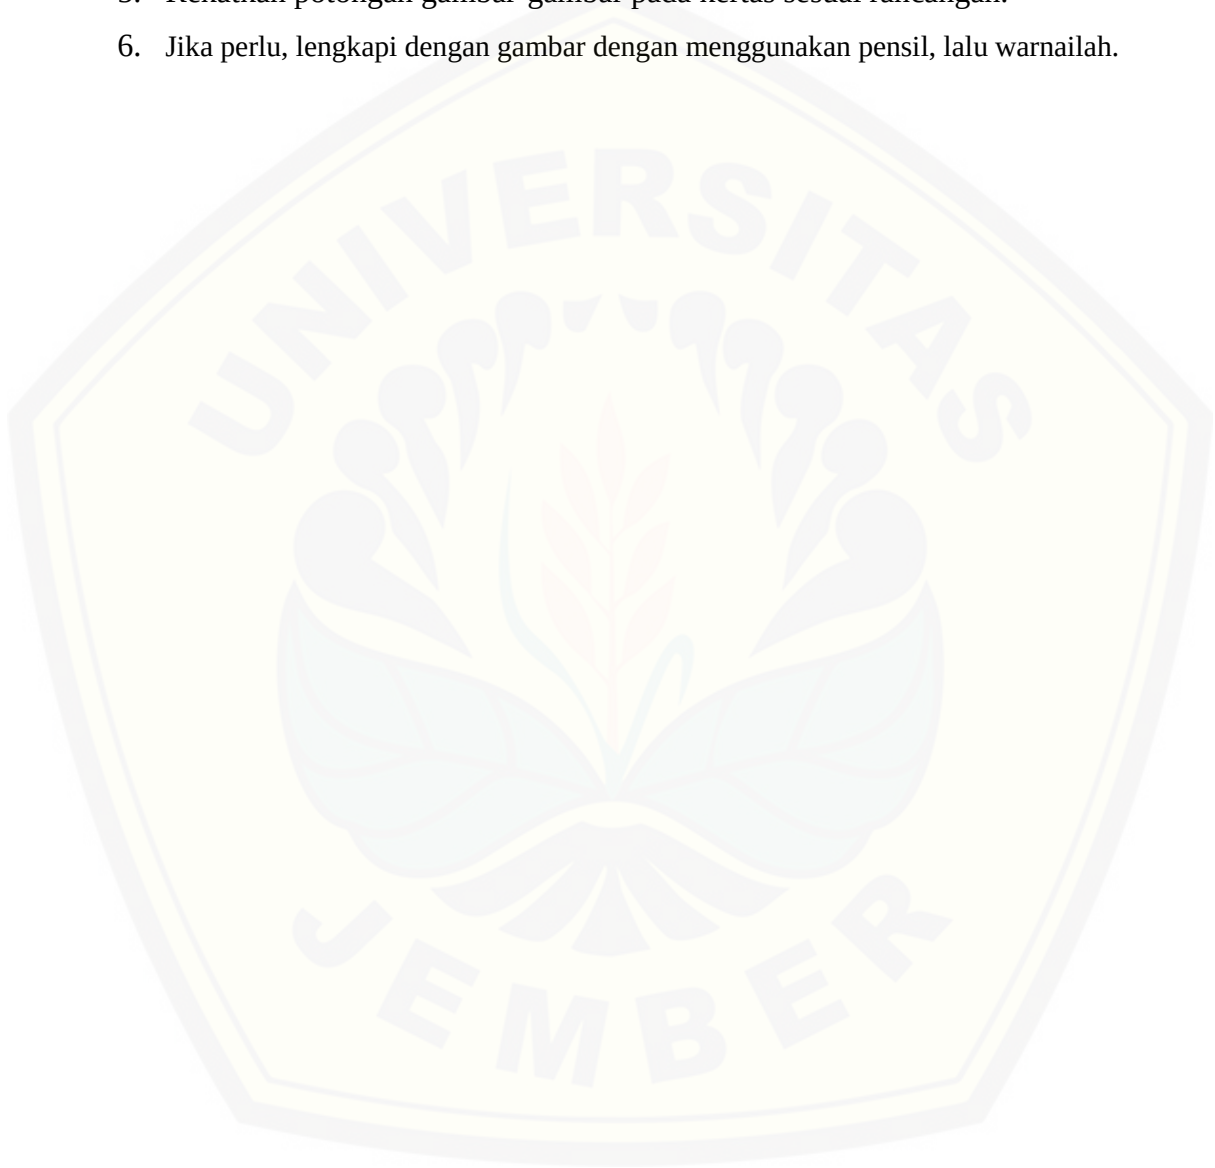 5. Rekatkan potongan gambar-gambar pada kertas sesuai rancangan.
6. Jika perlu, lengkapi dengan gambar dengan menggunakan pensil, lalu warnailah.
UNIVERSITAS
JEMBER